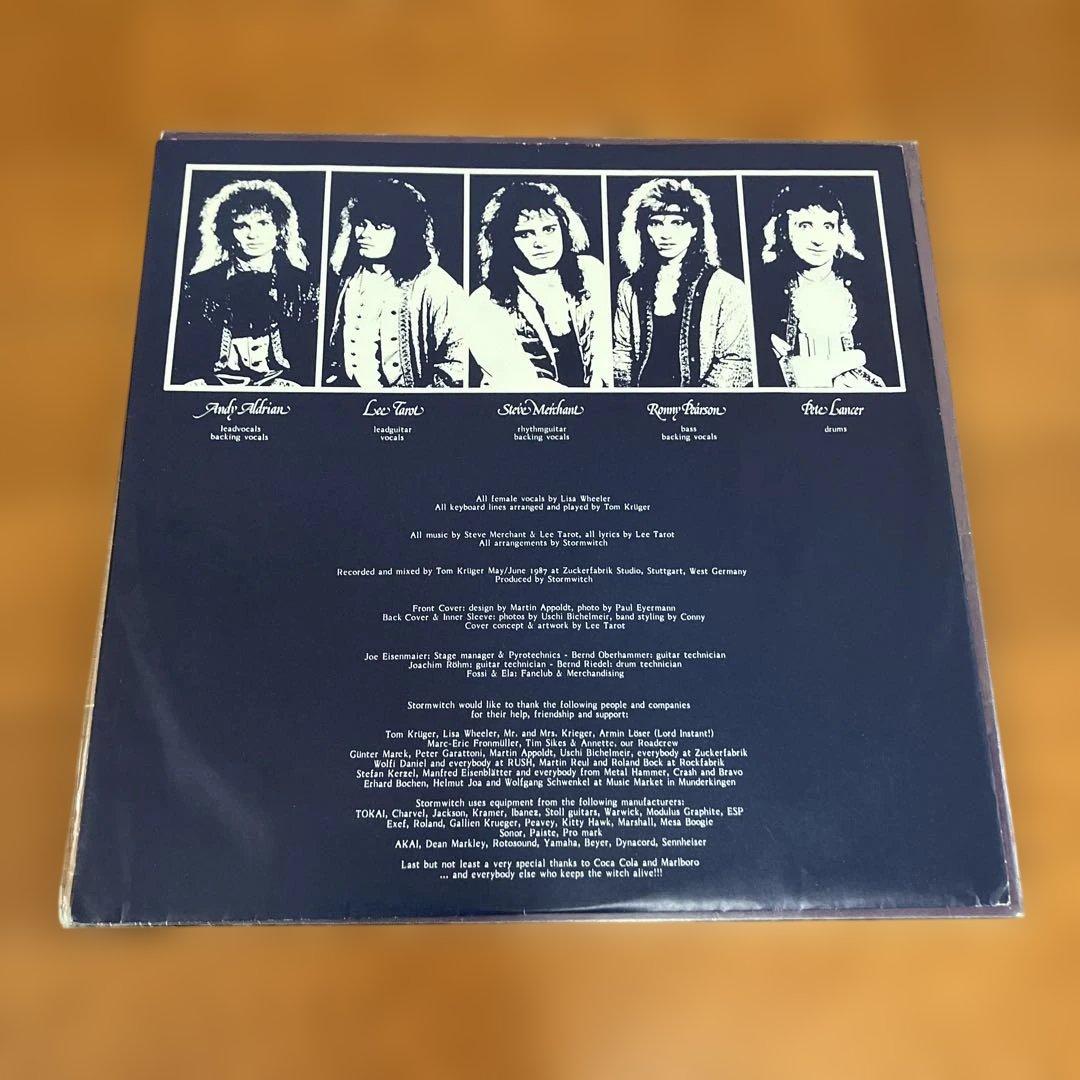 Andy Aldrian
leadvocals
backing vocals
Lee Tarot
leadguitar
vocals
Steve Merchant
rhythmguitar
backing vocals
Ronny Pearson
bass
backing vocals
Pete Lancer
drums
All female vocals by Lisa Wheeler
All keyboard lines arranged and played by Tom Krüger
All music by Steve Merchant & Lee Tarot, all lyrics by Lee Tarot
All arrangements by Stormwitch
Recorded and mixed by Tom Krüger May/June 1987 at Zuckerfabrik Studio, Stuttgart, West Germany
Produced by Stormwitch
Front Cover: design by Martin Appoldt, photo by Paul Eyermann
Back Cover & Inner Sleeve: photos by Uschi Bichelmeir, band styling by Conny
Cover concept & artwork by Lee Tarot
Joe Eisenmaier: Stage manager & Pyrotechnics - Bernd Oberhammer: guitar technician
Joachim Röhm: guitar technician - Bernd Riedel: drum technician
Fossi & Ela: Fanclub & Merchandising
Stormwitch would like to thank the following people and companies
for their help, friendship and support:
Tom Krüger, Lisa Wheeler, Mr. and Mrs. Krieger, Armin Löser (Lord Instant!)
Marc-Eric Fronmüller, Tim Sikes & Annette, our Roadcrew
Günter Marek, Peter Garattoni, Martin Appoldt, Uschi Bichelmeir, everybody at Zuckerfabrik
Wolfi Daniel and everybody at RUSH, Martin Reul and Roland Bock at Rockfabrik
Stefan Kerzel, Manfred Eisenblätter and everybody from Metal Hammer, Crash and Bravo
Erhard Bochen, Helmut Joa and Wolfgang Schwenkel at Music Market in Munderkingen
Stormwitch uses equipment from the following manufacturers:
TOKAI, Charvel, Jackson, Kramer, Ibanez, Stoll guitars, Warwick, Modulus Graphite, ESP
Exef, Roland, Gallien Krueger, Peavey, Kitty Hawk, Marshall, Mesa Boogie
Sonor, Paiste, Pro mark
AKAI, Dean Markley, Rotosound, Yamaha, Beyer, Dynacord, Sennheiser
Last but not least a very special thanks to Coca Cola and Marlboro
... and everybody else who keeps the witch alive!!!